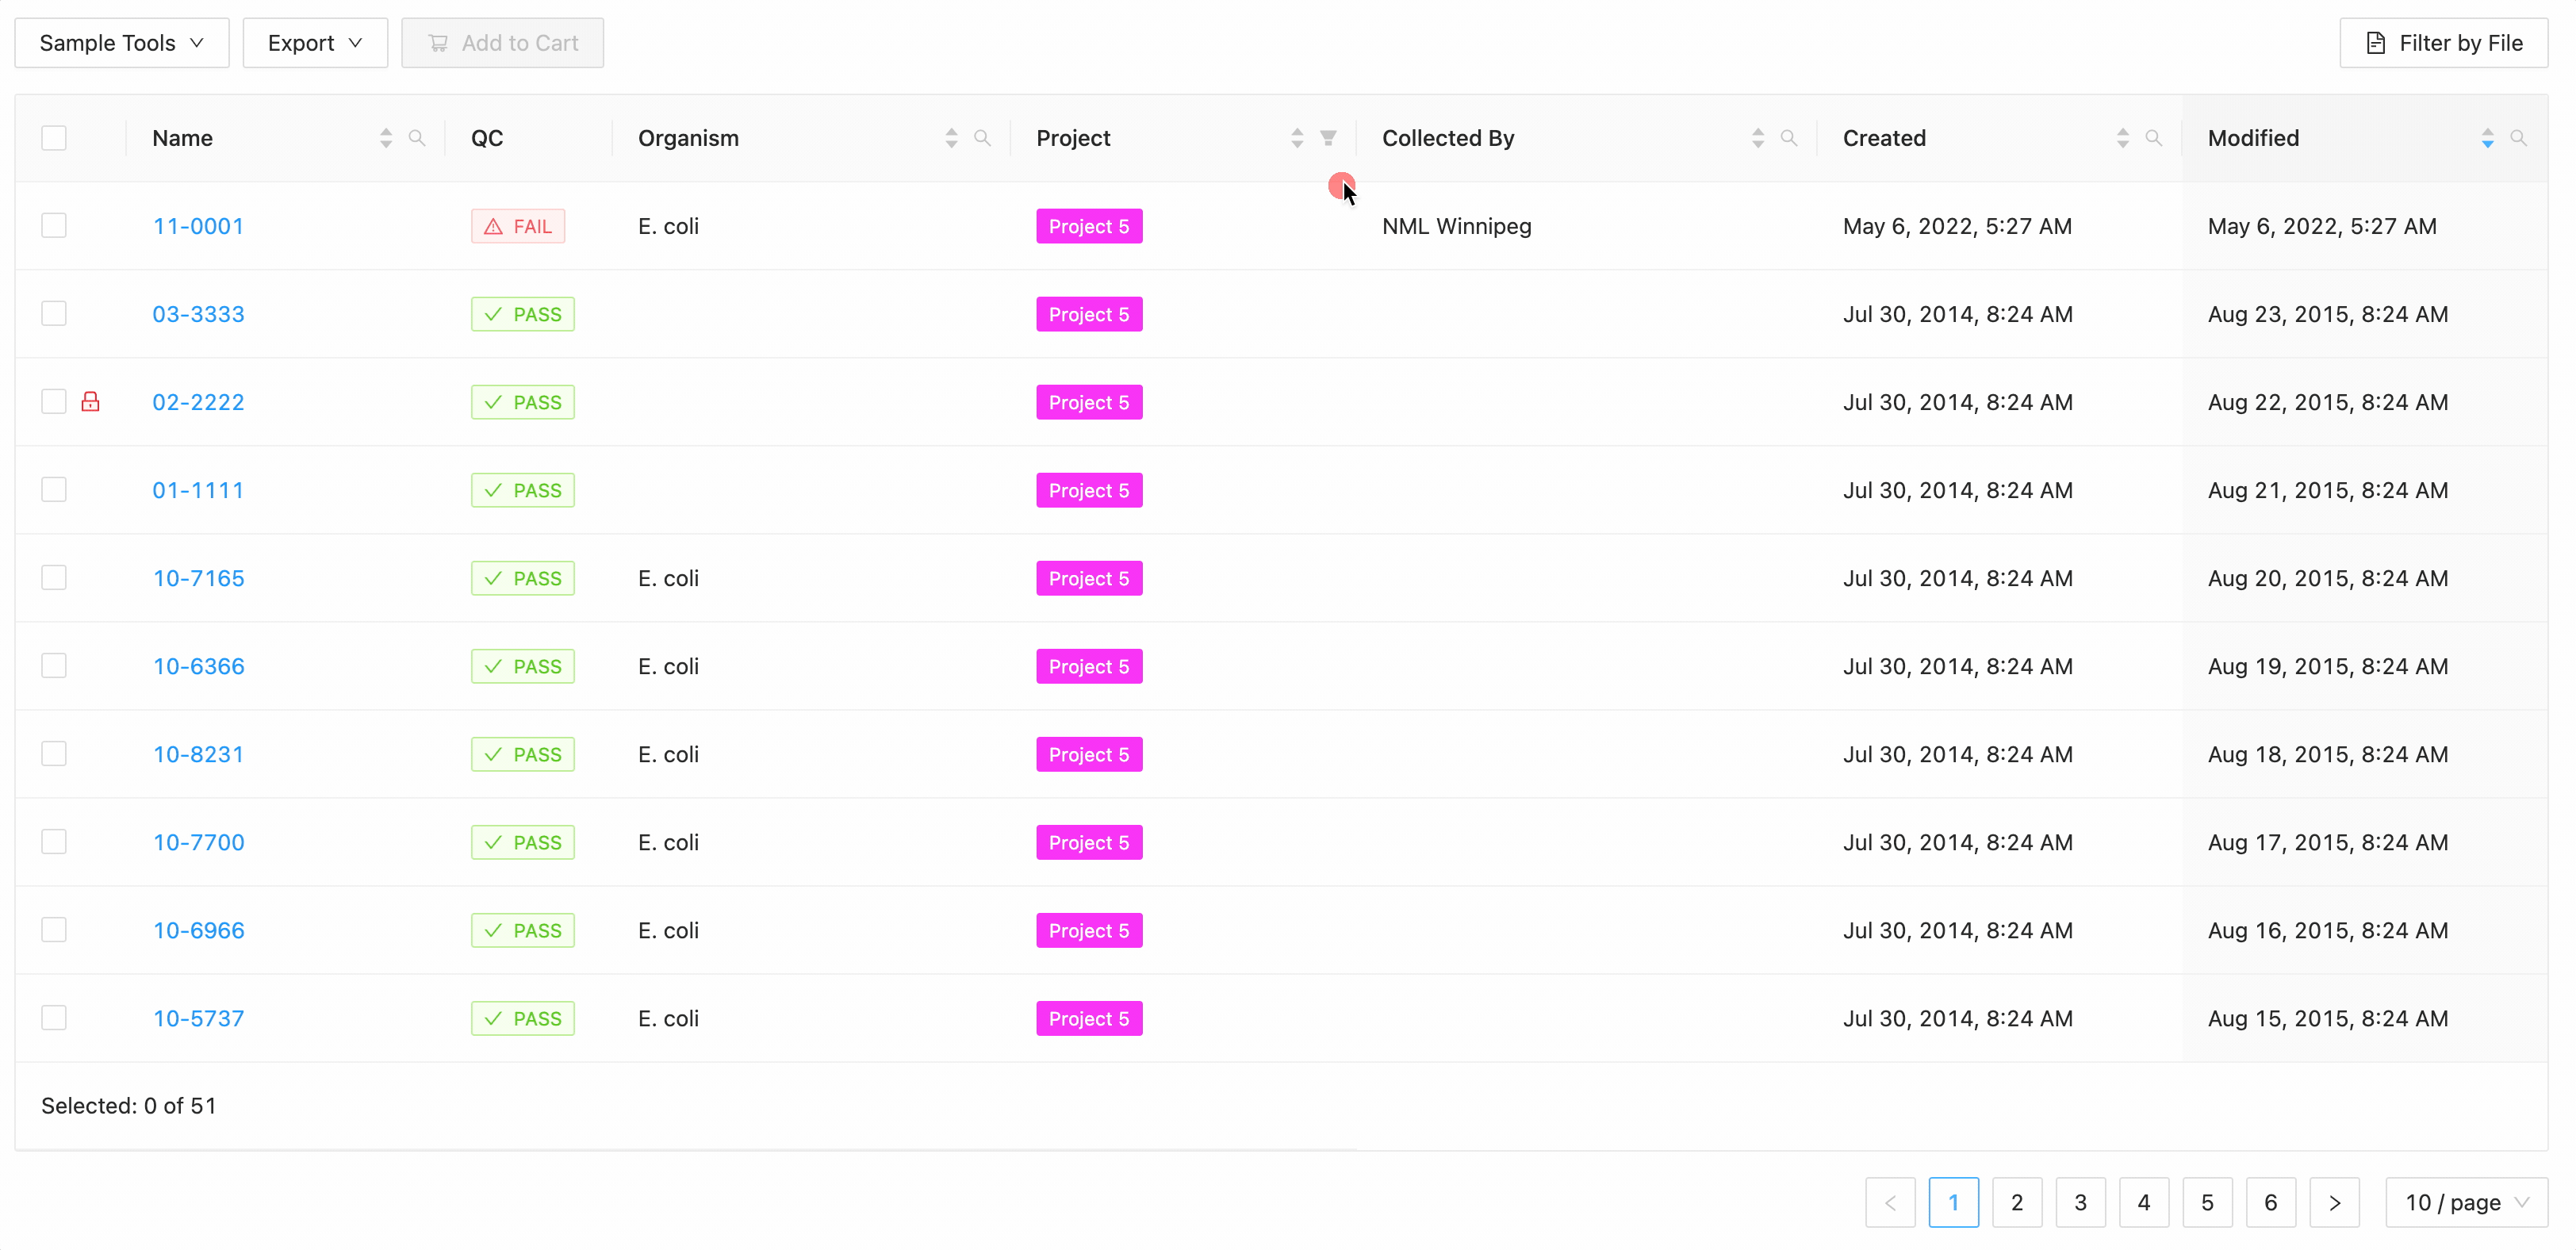 Sample Tools Export Add to Cart Filter by File
Name QC Organism Project Collected By Created Modified
11-0001 FAIL E. coli Project 5 NML Winnipeg May 6, 2022, 5:27 AM May 6, 2022, 5:27 AM
03-3333 PASS Project 5 Jul 30, 2014, 8:24 AM Aug 23, 2015, 8:24 AM
02-2222 PASS Project 5 Jul 30, 2014, 8:24 AM Aug 22, 2015, 8:24 AM
01-1111 PASS Project 5 Jul 30, 2014, 8:24 AM Aug 21, 2015, 8:24 AM
10-7165 PASS E. coli Project 5 Jul 30, 2014, 8:24 AM Aug 20, 2015, 8:24 AM
10-6366 PASS E. coli Project 5 Jul 30, 2014, 8:24 AM Aug 19, 2015, 8:24 AM
10-8231 PASS E. coli Project 5 Jul 30, 2014, 8:24 AM Aug 18, 2015, 8:24 AM
10-7700 PASS E. coli Project 5 Jul 30, 2014, 8:24 AM Aug 17, 2015, 8:24 AM
10-6966 PASS E. coli Project 5 Jul 30, 2014, 8:24 AM Aug 16, 2015, 8:24 AM
10-5737 PASS E. coli Project 5 Jul 30, 2014, 8:24 AM Aug 15, 2015, 8:24 AM
Selected: 0 of 51
1 2 3 4 5 6 10 / page